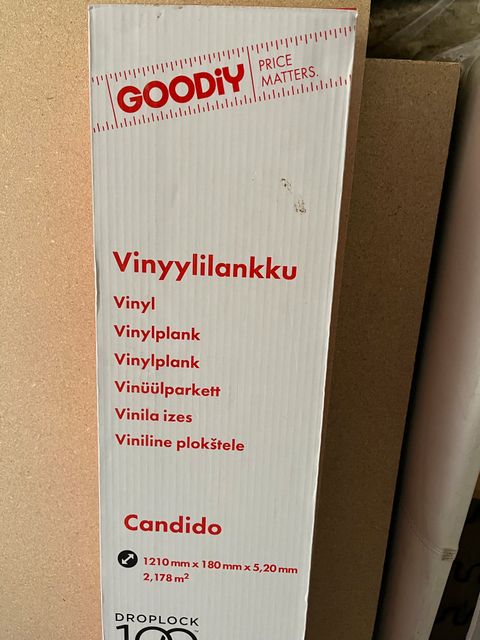 GOODiY
PRICE
MATTERS.
Vinyylilankku
Vinyl
Vinylplank
Vinylplank
Vinüülparkett
Vinila izes
Viniline plokštele
Candido
1210 mm x 180 mm x 5,20 mm
2,178 m²
DROPLOCK
100